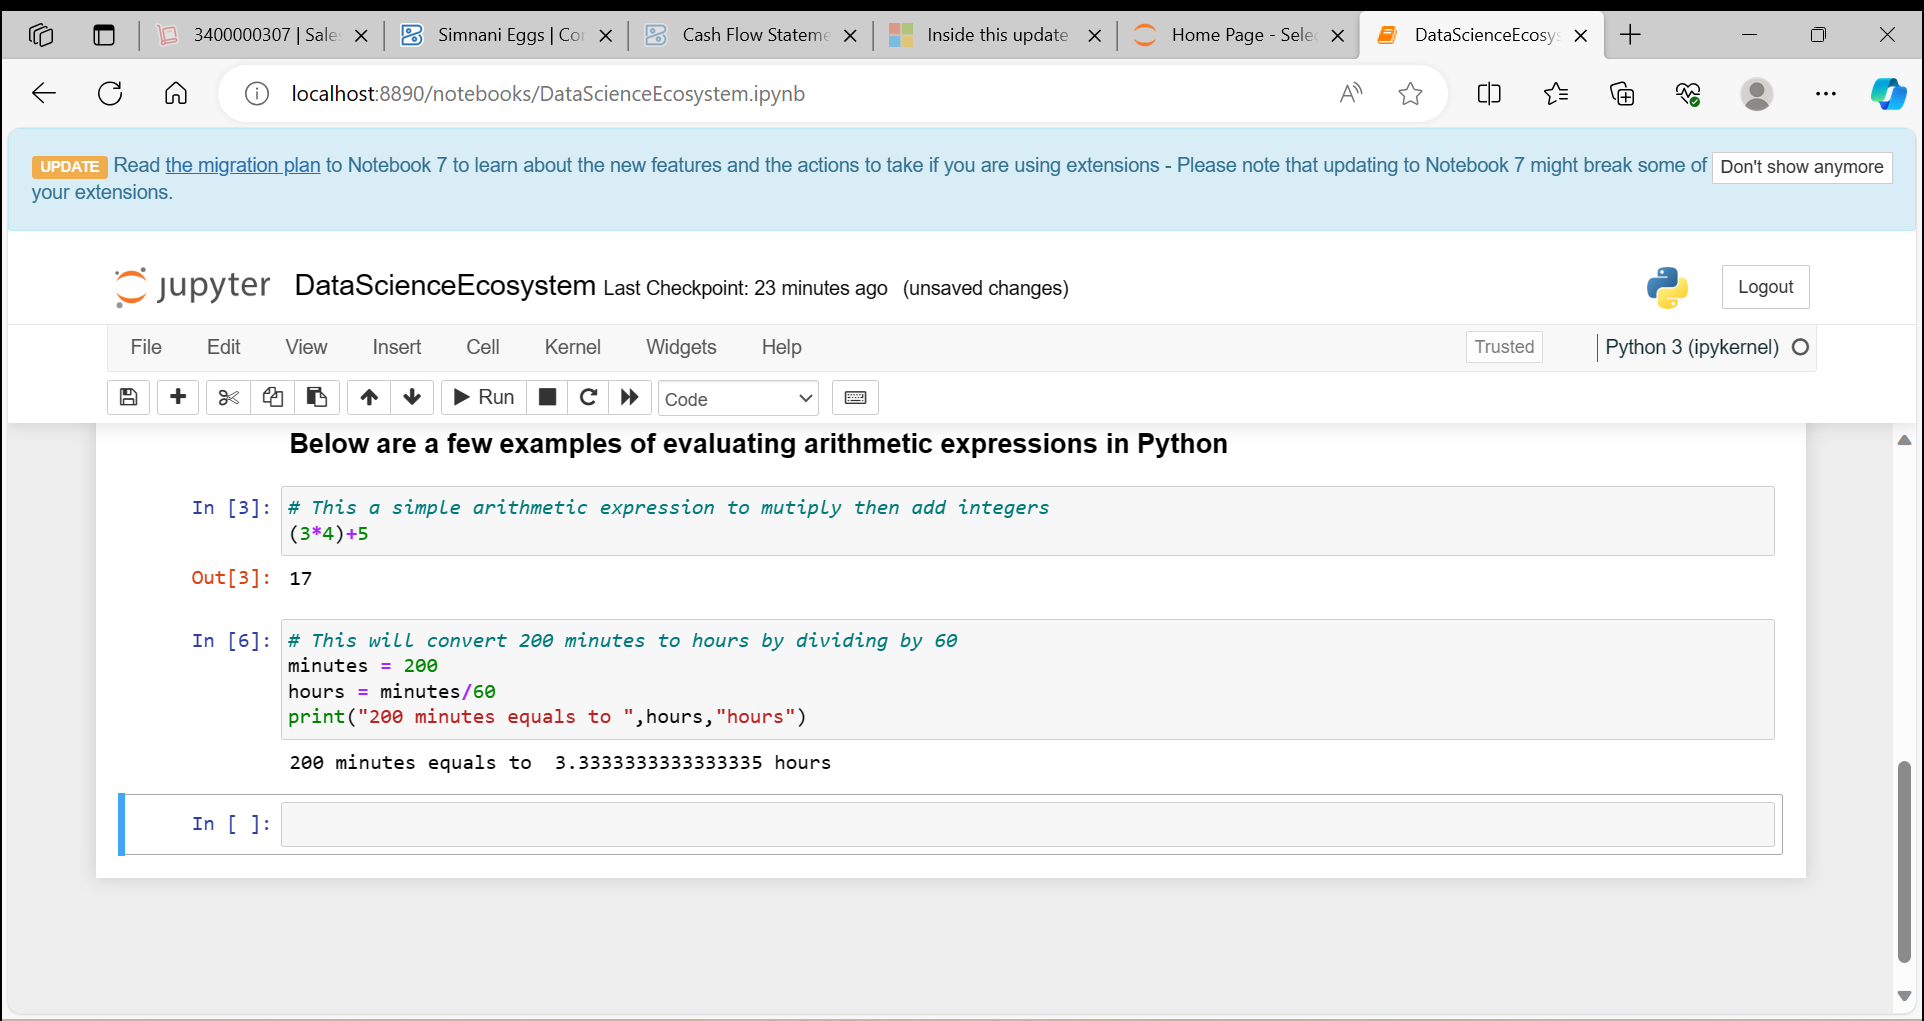 3400000307 | Sale
Simnani Eggs | Cor
Cash Flow Stateme
Inside this update
Home Page - Selec
DataScienceEcosys
localhost:8890/notebooks/DataScienceEcosystem.ipynb
UPDATE Read the migration plan to Notebook 7 to learn about the new features and the actions to take if you are using extensions - Please note that updating to Notebook 7 might break some of
your extensions.
Don't show anymore
jupyter DataScienceEcosystem Last Checkpoint: 23 minutes ago (unsaved changes)
Logout
File Edit View Insert Cell Kernel Widgets Help
Trusted
Python 3 (ipykernel)
Run
Code
Below are a few examples of evaluating arithmetic expressions in Python
In [3]: # This a simple arithmetic expression to mutiply then add integers
(3*4)+5
Out[3]: 17
In [6]: # This will convert 200 minutes to hours by dividing by 60
minutes = 200
hours = minutes/60
print("200 minutes equals to ",hours,"hours")
200 minutes equals to  3.3333333333333335 hours
In [ ]: